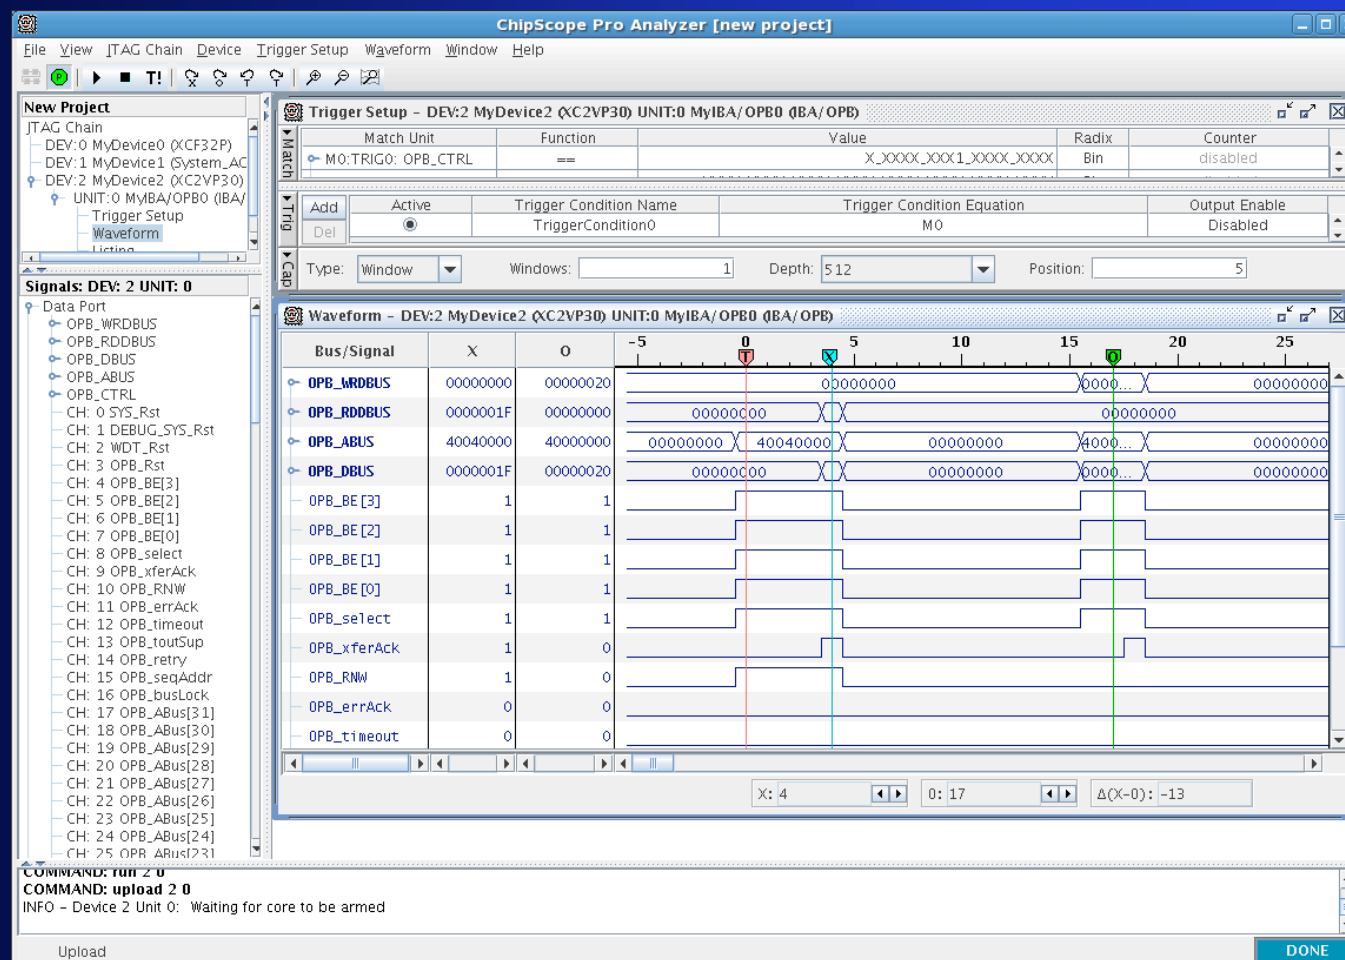 ChipScope Pro Analyzer [new project]
File View JTAG Chain Device Trigger Setup Waveform Window Help
P T!
New Project
JTAG Chain
DEV:0 MyDevice0 (XCF32P)
DEV:1 MyDevice1 (System_AC
DEV:2 MyDevice2 (XC2VP30)
UNIT:0 MyIBA/OPB0 (IBA/
Trigger Setup
Waveform
Listing
Signals: DEV: 2 UNIT: 0
Data Port
OPB_WRDBUS
OPB_RDDBUS
OPB_DBUS
OPB_ABUS
OPB_CTRL
CH: 0 SYS_Rst
CH: 1 DEBUG_SYS_Rst
CH: 2 WDT_Rst
CH: 3 OPB_Rst
CH: 4 OPB_BE[3]
CH: 5 OPB_BE[2]
CH: 6 OPB_BE[1]
CH: 7 OPB_BE[0]
CH: 8 OPB_select
CH: 9 OPB_xferAck
CH: 10 OPB_RNW
CH: 11 OPB_errAck
CH: 12 OPB_timeout
CH: 13 OPB_toutSup
CH: 14 OPB_retry
CH: 15 OPB_seqAddr
CH: 16 OPB_busLock
CH: 17 OPB_ABus[31]
CH: 18 OPB_ABus[30]
CH: 19 OPB_ABus[29]
CH: 20 OPB_ABus[28]
CH: 21 OPB_ABus[27]
CH: 22 OPB_ABus[26]
CH: 23 OPB_ABus[25]
CH: 24 OPB_ABus[24]
CH: 25 OPB_ABus[23]
Trigger Setup - DEV:2 MyDevice2 (XC2VP30) UNIT:0 MyIBA/OPB0 (IBA/OPB)
Match
Match Unit Function Value Radix Counter
M0:TRIG0: OPB_CTRL == X_XXXX_XXX1_XXXX_XXXX Bin disabled
Trig
Add Active Trigger Condition Name Trigger Condition Equation Output Enable
Del TriggerCondition0 M0 Disabled
Cap
Type: Window Windows: 1 Depth: 512 Position: 5
Waveform - DEV:2 MyDevice2 (XC2VP30) UNIT:0 MyIBA/OPB0 (IBA/OPB)
Bus/Signal X O -5 0 5 10 15 20 25
T X O
OPB_WRDBUS 00000000 00000020 00000000 0000... 00000000
OPB_RDDBUS 0000001F 00000000 00000000 00000000
OPB_ABUS 40040000 40000000 00000000 40040000 00000000 4000... 00000000
OPB_DBUS 0000001F 00000020 00000000 00000000 0000... 00000000
OPB_BE[3] 1 1
OPB_BE[2] 1 1
OPB_BE[1] 1 1
OPB_BE[0] 1 1
OPB_select 1 1
OPB_xferAck 1 0
OPB_RNW 1 0
OPB_errAck 0 0
OPB_timeout 0 0
X: 4 O: 17 Δ(X-O): -13
COMMAND: run 2 0
COMMAND: upload 2 0
INFO - Device 2 Unit 0: Waiting for core to be armed
Upload DONE